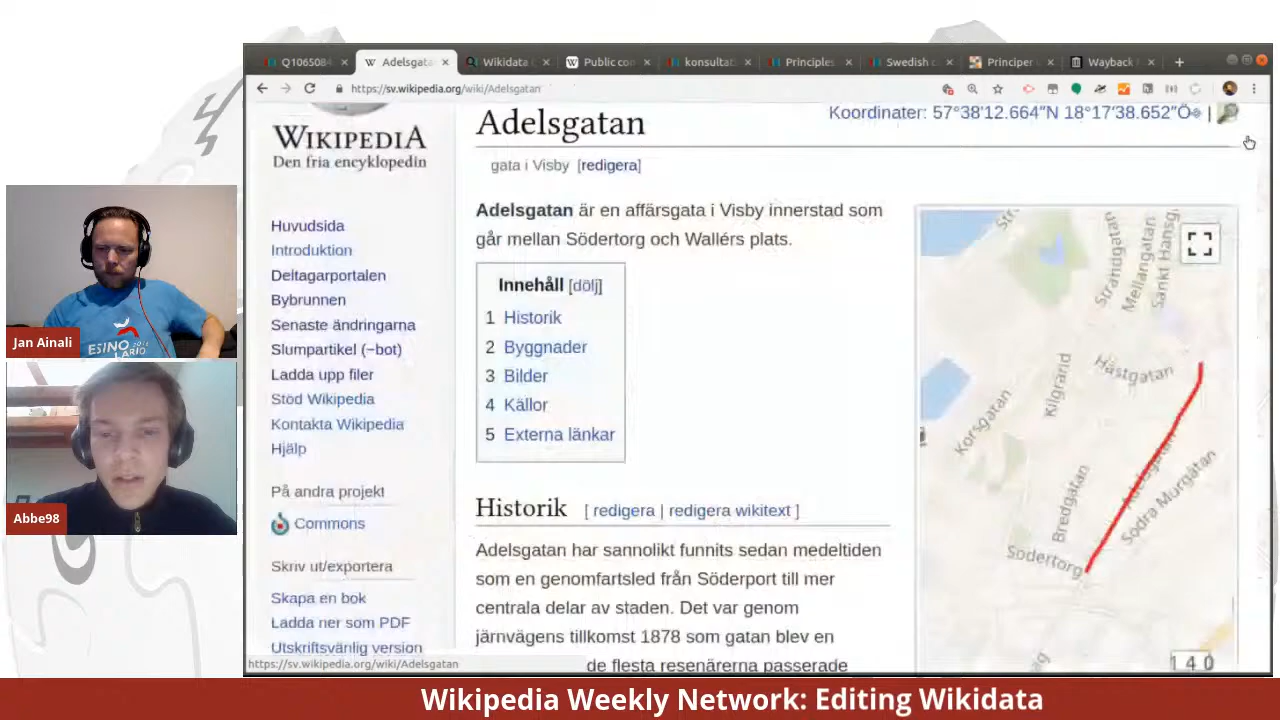 Q1065084
Adelsgata
Wikidata
Public con
konsultat
Principles
Swedish c
Principer
Wayback
https://sv.wikipedia.org/wiki/Adelsgatan
WIKIPEDIA
Den fria encyklopedin
Huvudsida
Introduktion
Deltagarportalen
Bybrunnen
Senaste ändringarna
Slumpartikel (−bot)
Ladda upp filer
Stöd Wikipedia
Kontakta Wikipedia
Hjälp
På andra projekt
Commons
Skriv ut/exportera
Skapa en bok
Ladda ner som PDF
Utskriftsvänlig version
https://sv.wikipedia.org/wiki/Adelsgatan
Koordinater: 57°38′12.664″N 18°17′38.652″Ö |
Adelsgatan
gata i Visby [redigera]
Adelsgatan är en affärsgata i Visby innerstad som
går mellan Södertorg och Wallérs plats.
Innehåll [dölj]
1 Historik
2 Byggnader
3 Bilder
4 Källor
5 Externa länkar
Historik [ redigera | redigera wikitext ]
Adelsgatan har sannolikt funnits sedan medeltiden
som en genomfartsled från Söderport till mer
centrala delar av staden. Det var genom
järnvägens tillkomst 1878 som gatan blev en
de flesta resenärerna passerade
Strandgatan
Mellangatan
Sankt Hansg
Hästgatan
Kilgränd
Korsgatan
Bredgatan
Adelsgatan
Södra Murgatan
Södertorg
140
Jan Ainali
ESINO 2016
LARIO
Abbe98
Wikipedia Weekly Network: Editing Wikidata